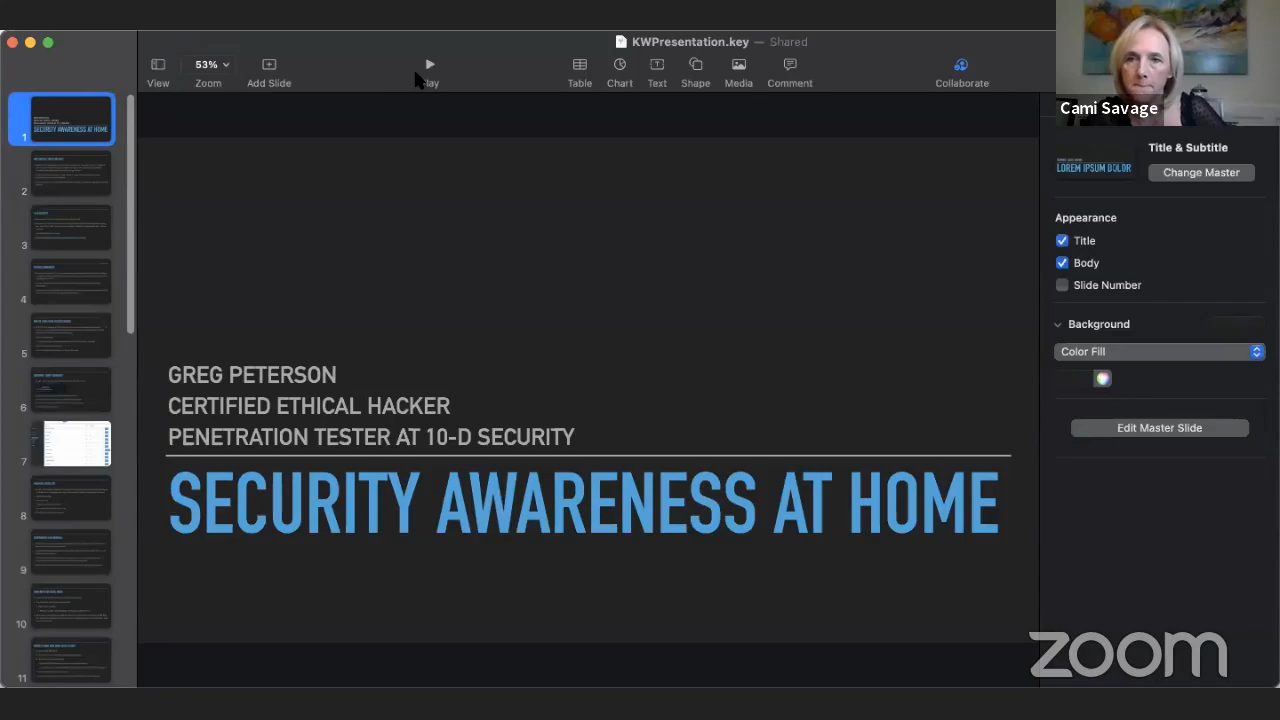 KWPresentation.key — Shared
53%
View
Zoom
Add Slide
Play
Table
Chart
Text
Shape
Media
Comment
Collaborate
Cami Savage
1
SECURITY AWARENESS AT HOME
2
3
4
5
6
7
8
9
10
11
GREG PETERSON
CERTIFIED ETHICAL HACKER
PENETRATION TESTER AT 10-D SECURITY
SECURITY AWARENESS AT HOME
LOREM IPSUM DOLOR
Title & Subtitle
Change Master
Appearance
Title
Body
Slide Number
Background
Color Fill
Edit Master Slide
zoom